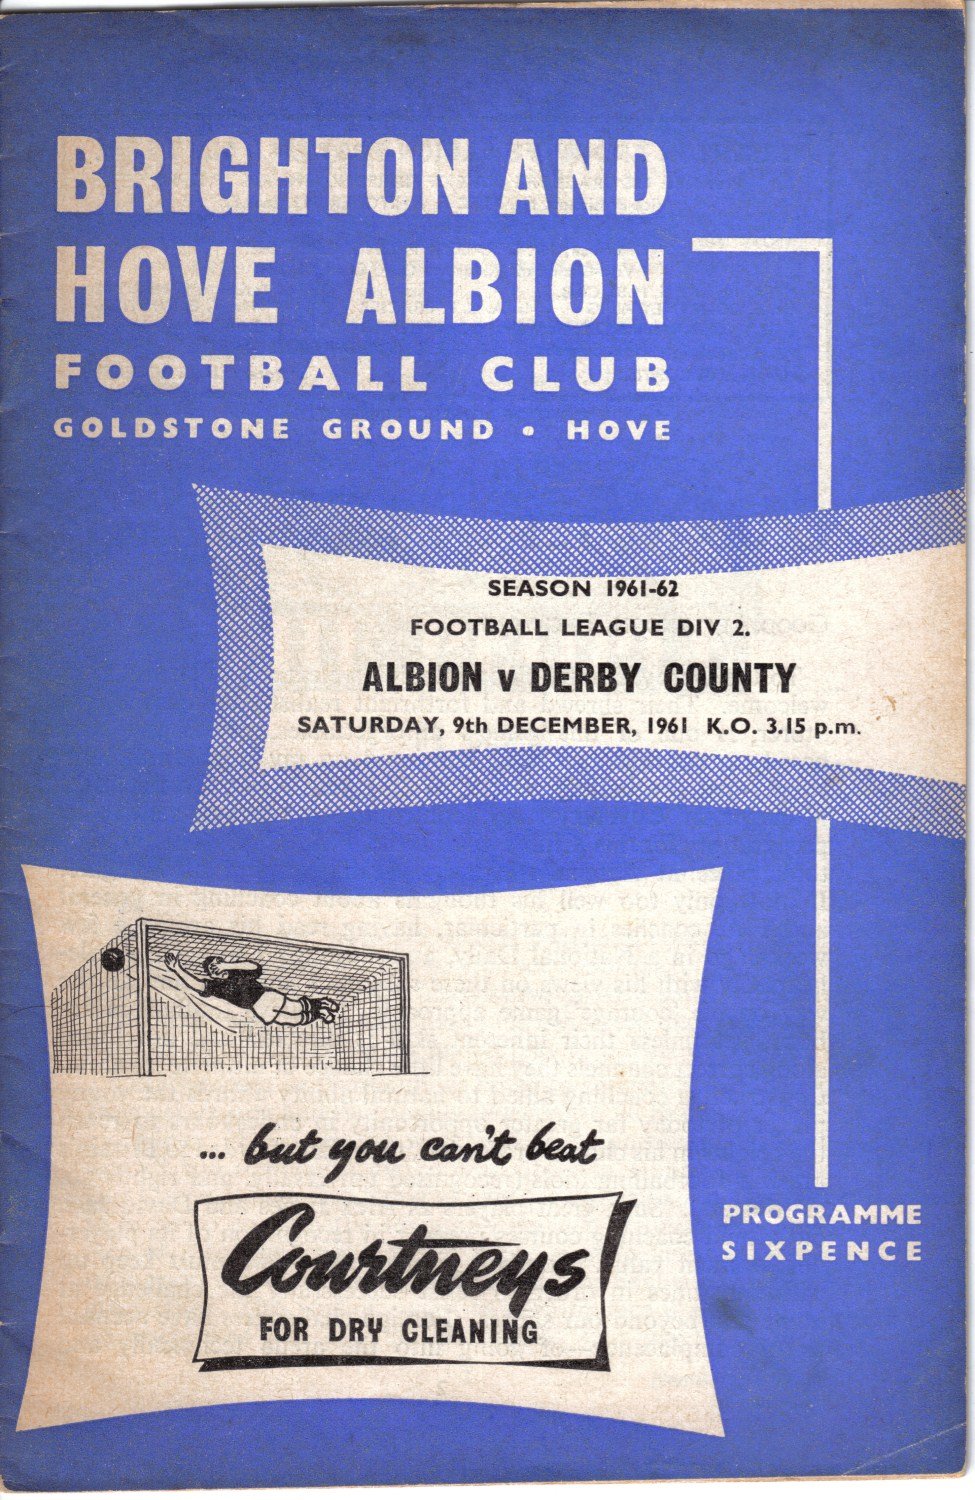 BRIGHTON AND
HOVE ALBION
FOOTBALL CLUB
GOLDSTONE GROUND • HOVE
SEASON 1961-62
FOOTBALL LEAGUE DIV 2.
ALBION v DERBY COUNTY
SATURDAY, 9th DECEMBER, 1961 K.O. 3.15 p.m.
... but you can't beat
Courtneys
FOR DRY CLEANING
PROGRAMME
SIXPENCE